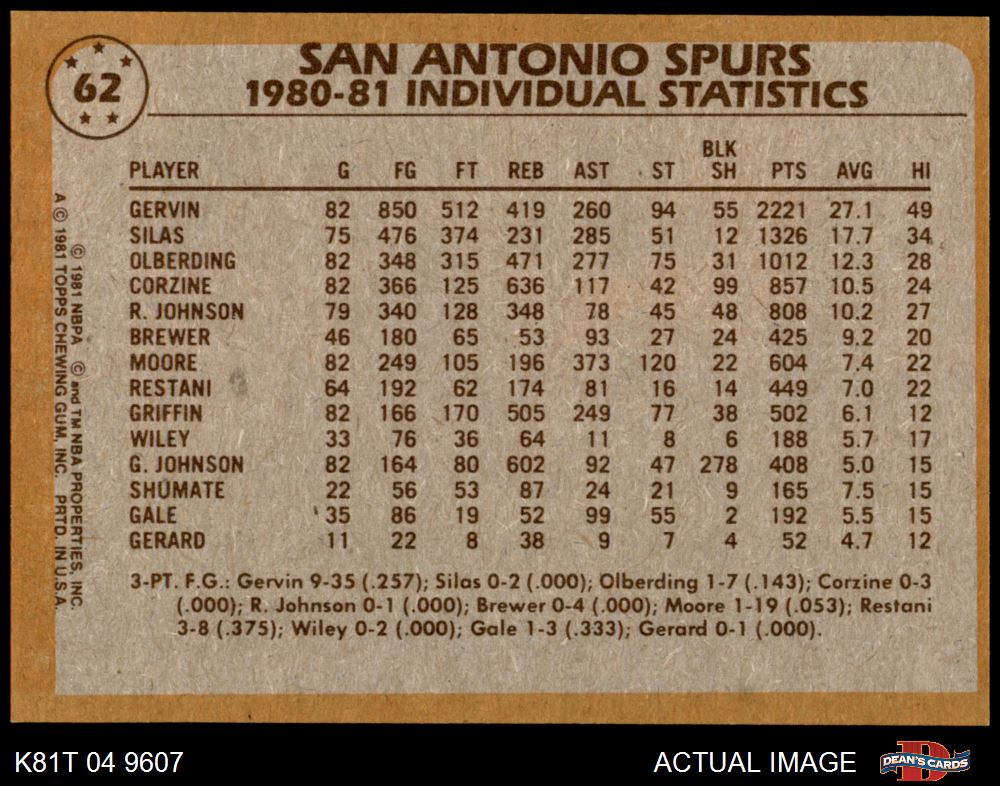 62
SAN ANTONIO SPURS
1980-81 INDIVIDUAL STATISTICS
PLAYER G FG FT REB AST ST BLK SH PTS AVG HI
GERVIN 82 850 512 419 260 94 55 2221 27.1 49
SILAS 75 476 374 231 285 51 12 1326 17.7 34
OLBERDING 82 348 315 471 277 75 31 1012 12.3 28
CORZINE 82 366 125 636 117 42 99 857 10.5 24
R. JOHNSON 79 340 128 348 78 45 48 808 10.2 27
BREWER 46 180 65 53 93 27 24 425 9.2 20
MOORE 82 249 105 196 373 120 22 604 7.4 22
RESTANI 64 192 62 174 81 16 14 449 7.0 22
GRIFFIN 82 166 170 505 249 77 38 502 6.1 12
WILEY 33 76 36 64 11 8 6 188 5.7 17
G. JOHNSON 82 164 80 602 92 47 278 408 5.0 15
SHUMATE 22 56 53 87 24 21 9 165 7.5 15
GALE 35 86 19 52 99 55 2 192 5.5 15
GERARD 11 22 8 38 9 7 4 52 4.7 12
3-PT. F.G.: Gervin 9-35 (.257); Silas 0-2 (.000); Olberding 1-7 (.143); Corzine 0-3
(.000); R. Johnson 0-1 (.000); Brewer 0-4 (.000); Moore 1-19 (.053); Restani
3-8 (.375); Wiley 0-2 (.000); Gale 1-3 (.333); Gerard 0-1 (.000).
© 1981 NBPA © and TM NBA PROPERTIES, INC.
A © 1981 TOPPS CHEWING GUM, INC. PRTD. IN U.S.A.
K81T 04 9607
ACTUAL IMAGE
D
DEAN'S CARDS